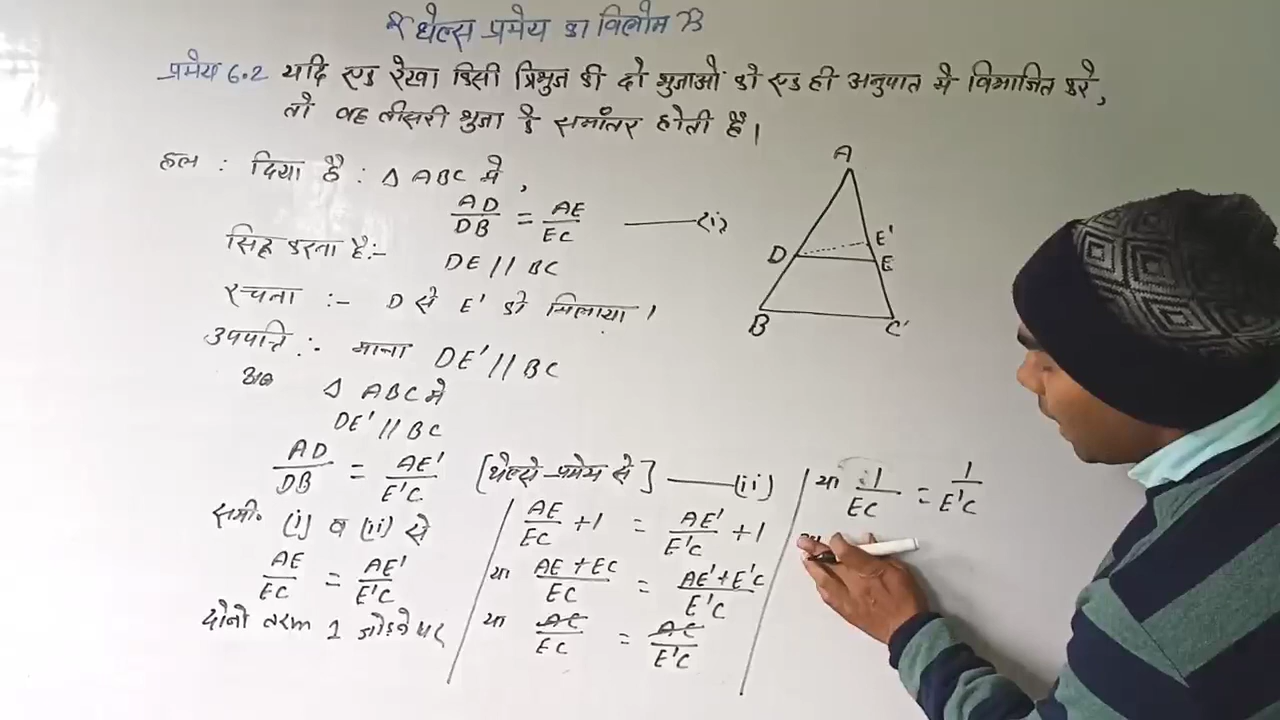 थेल्स प्रमेय का विलोम
प्रमेय 6.2 यदि एक रेखा किसी त्रिभुज की दो भुजाओं को एक ही अनुपात में विभाजित करे,
तो वह तीसरी भुजा के समांतर होती है।
हल : दिया है : △ ABC में,
AD/DB = AE/EC —— (i)
सिद्ध करना है:- DE // BC
रचना :- D से E' को मिलाया।
उपपत्ति :- माना DE' // BC
अब △ ABC में
DE' // BC
AD/DB = AE'/E'C [थेल्स-प्रमेय से] —— (ii)
समी० (i) व (ii) से
AE/EC = AE'/E'C
दोनों तरफ 1 जोड़ने पर
AE/EC + 1 = AE'/E'C + 1
या AE + EC/EC = AE' + E'C/E'C
या AC/EC = AC/E'C
या 1/EC = 1/E'C
A
D
E'
E
B
C